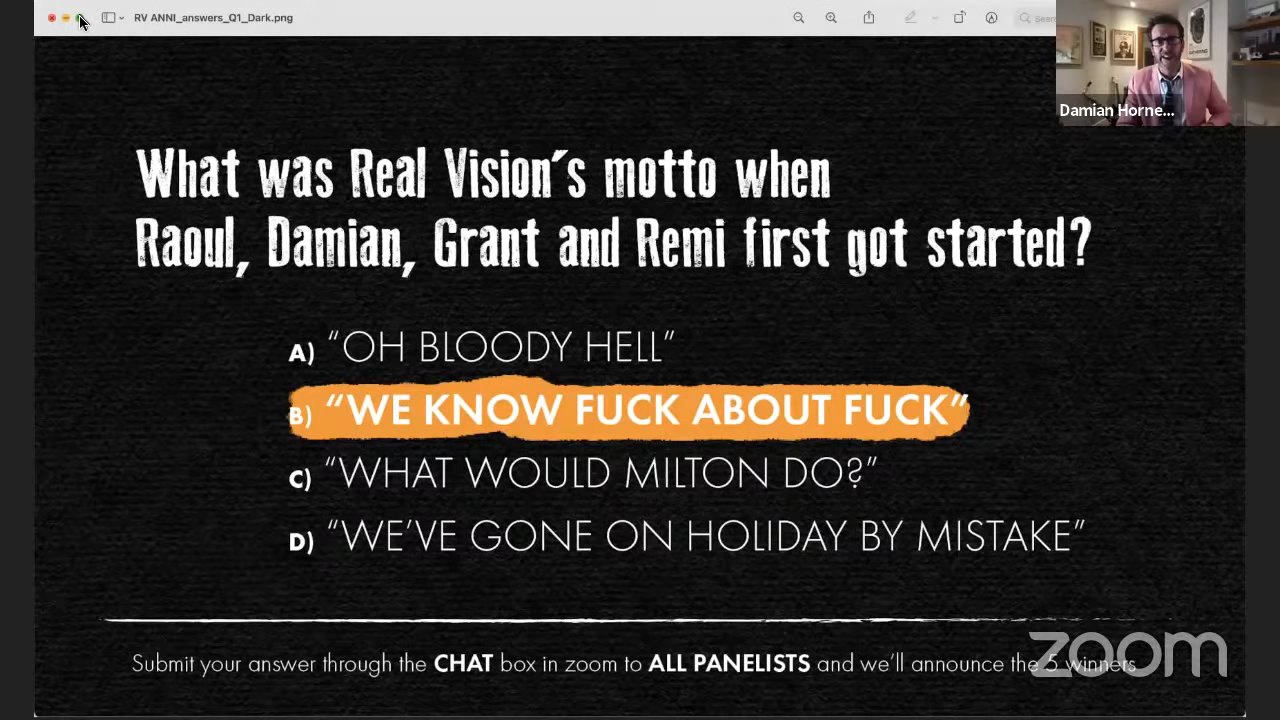 RV ANNI_answers_Q1_Dark.png
Damian Horne...
What was Real Vision's motto when
Raoul, Damian, Grant and Remi first got started?
A) “OH BLOODY HELL”
B) “WE KNOW FUCK ABOUT FUCK”
C) “WHAT WOULD MILTON DO?”
D) “WE’VE GONE ON HOLIDAY BY MISTAKE”
Submit your answer through the CHAT box in zoom to ALL PANELISTS and we’ll announce the 5 winners
zoom